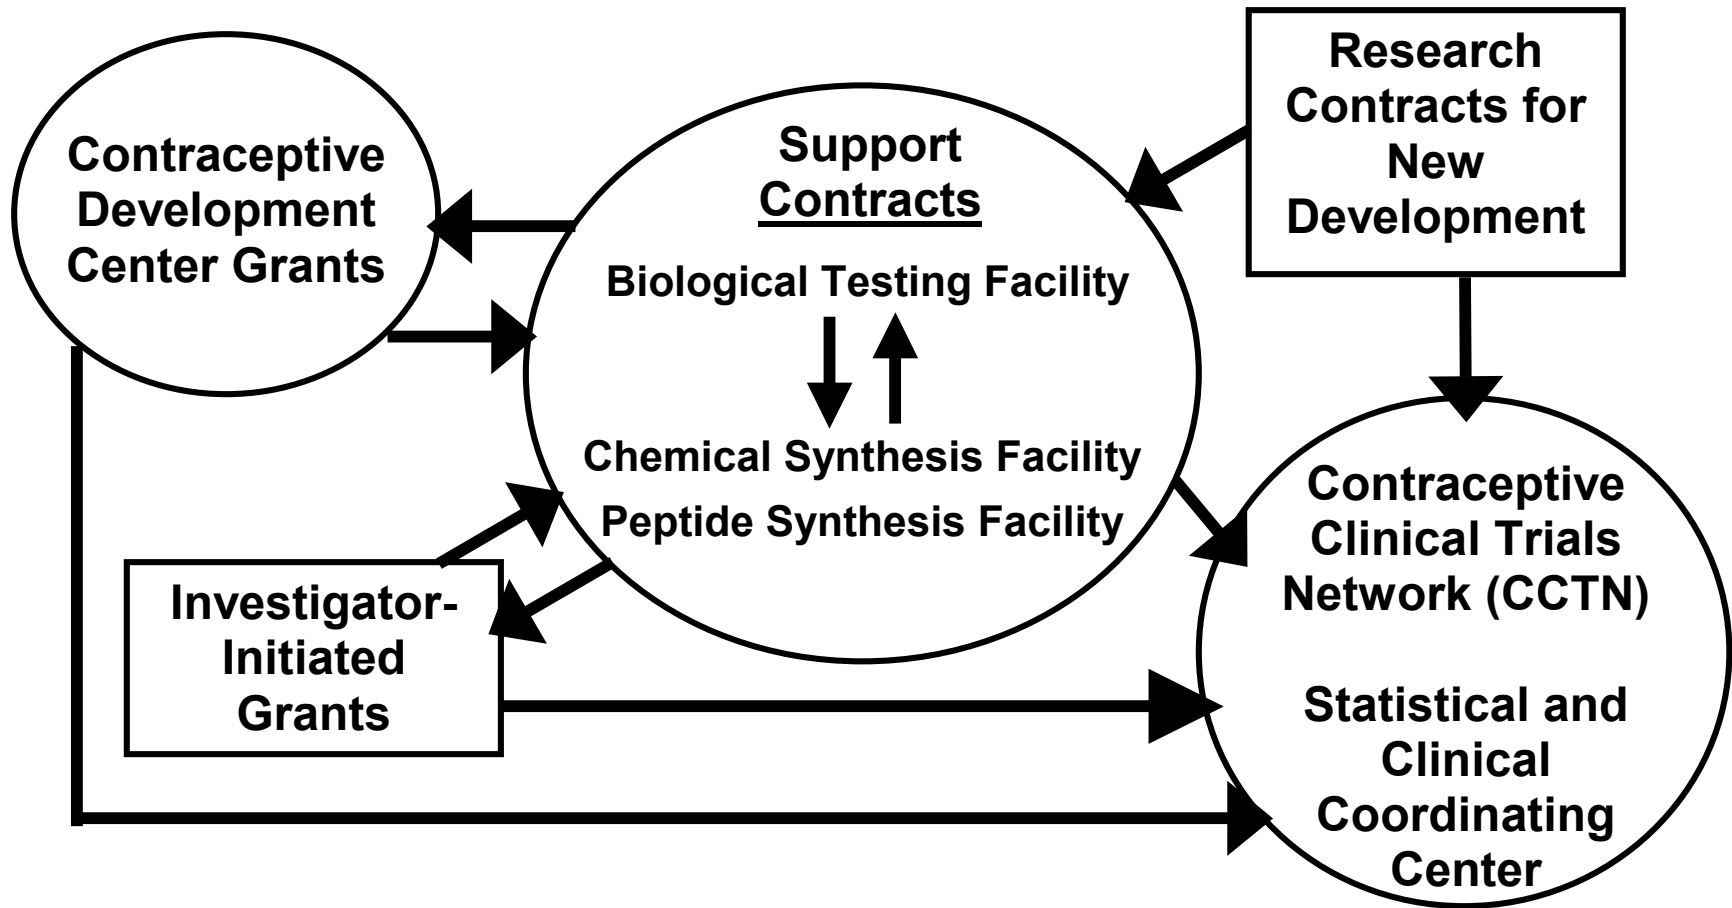 Contraceptive
Development
Center Grants
Support
Contracts
Biological Testing Facility
Chemical Synthesis Facility
Peptide Synthesis Facility
Research
Contracts for
New
Development
Investigator-
Initiated
Grants
Contraceptive
Clinical Trials
Network (CCTN)
Statistical and
Clinical
Coordinating
Center